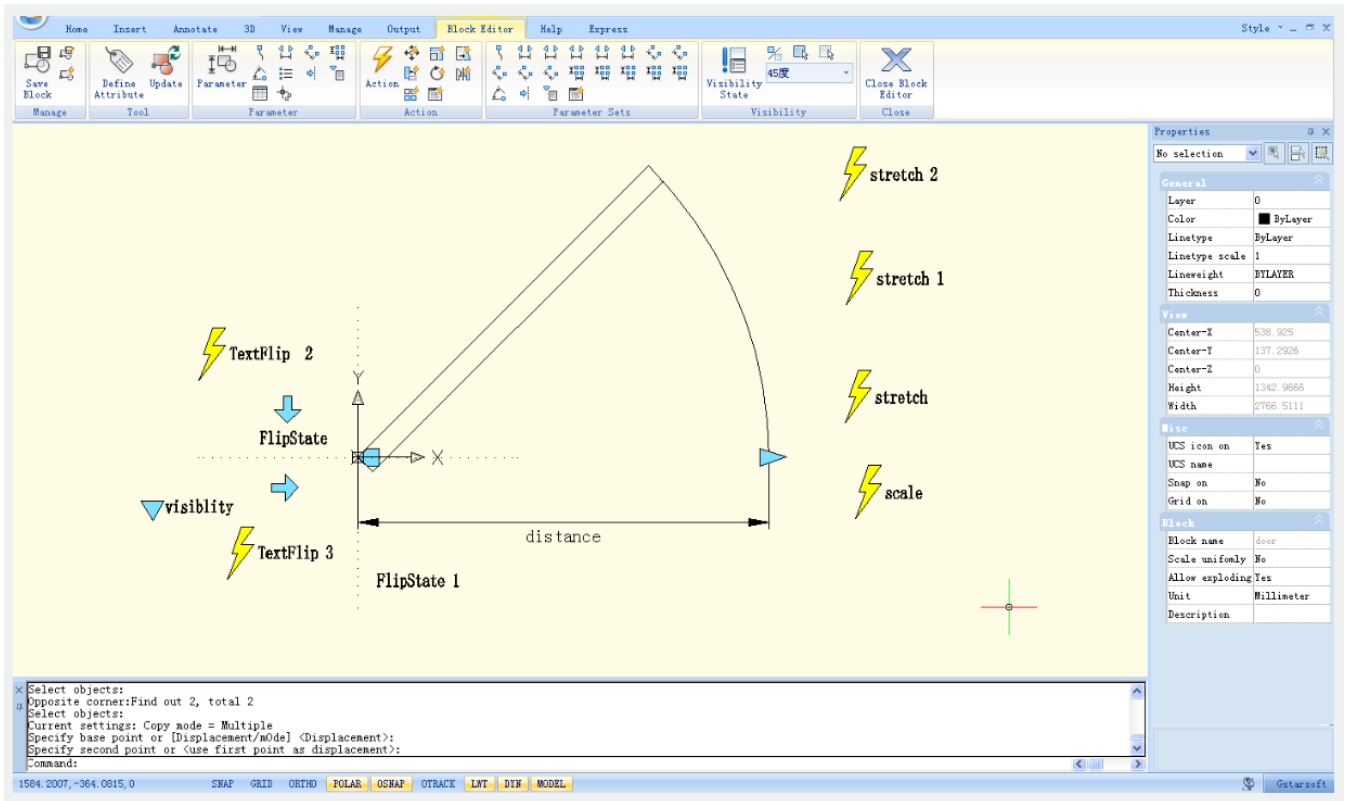 Home Insert Annotate 3D View Manage Output Block Editor Help Express Style
Save Block
Define Attribute
Update
Parameter
Action
Visibility State
45度
Close Block Editor
Manage Tool Parameter Action Parameter Sets Visibility Close
stretch 2
stretch 1
TextFlip 2
Y
stretch
FlipState
X
scale
visiblity
distance
TextFlip 3
FlipState 1
Properties
No selection
General
Layer 0
Color ByLayer
Linetype ByLayer
Linetype scale 1
Lineweight BYLAYER
Thickness 0
View
Center-X 538.925
Center-Y 137.2926
Center-Z 0
Height 1342.9666
Width 2766.5111
Misc
UCS icon on Yes
UCS name
Snap on No
Grid on No
Block
Block name door
Scale unifomly No
Allow exploding Yes
Unit Millimeter
Description
Select objects:
Opposite corner:Find out 2, total 2
Select objects:
Current settings: Copy mode = Multiple
Specify base point or [Displacement/mOde] <Displacement>:
Specify second point or <use first point as displacement>:
Command:
1584.2007,-364.0815,0 SNAP GRID ORTHO POLAR OSNAP OTRACK LWT DYN MODEL Gstarsoft